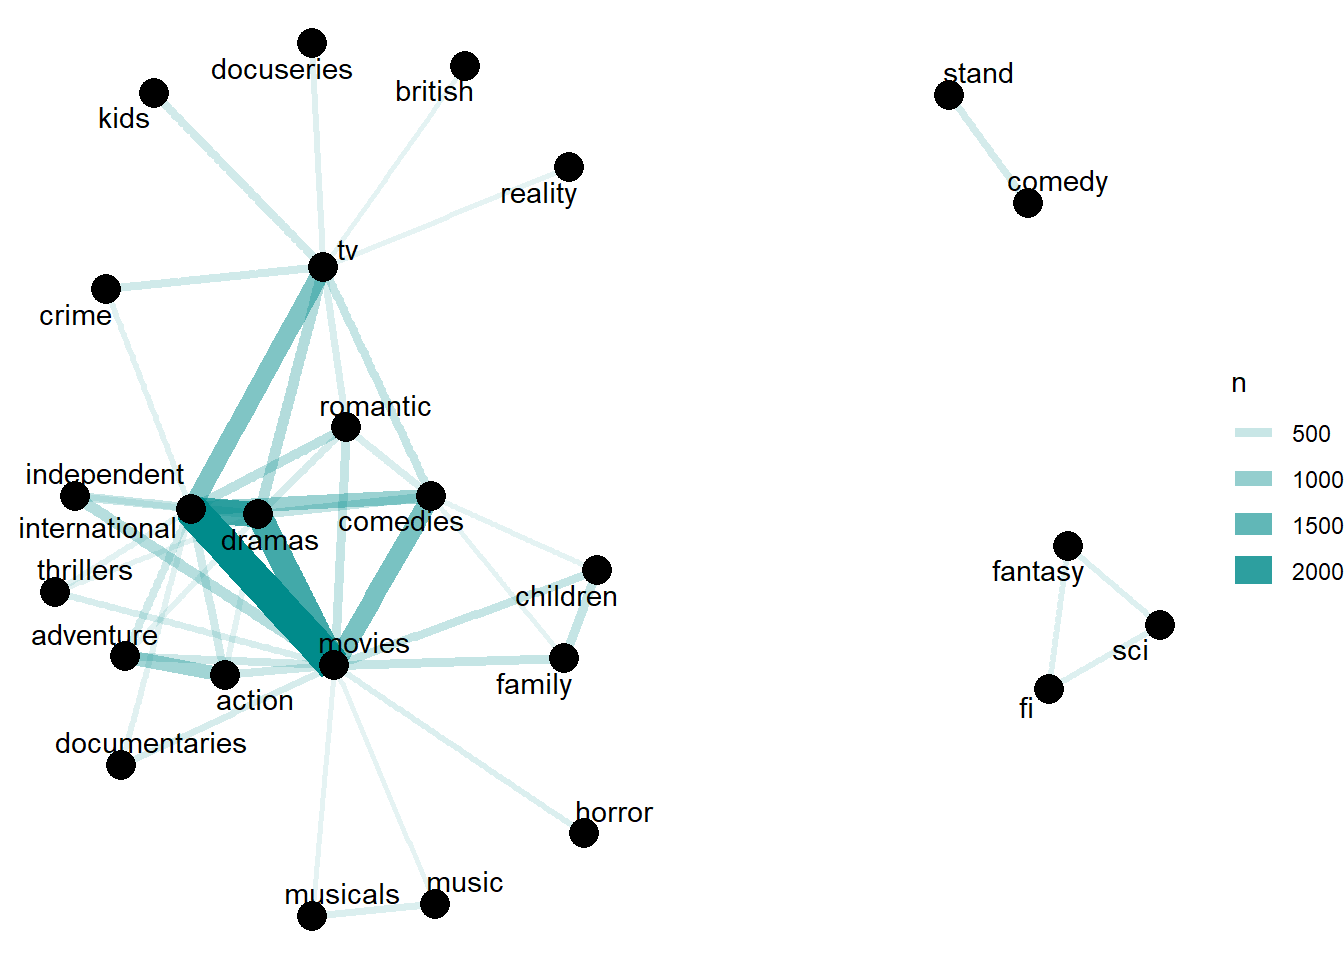 docuseries
stand
british
kids
comedy
reality
tv
crime
n
romantic
500
independent
1000
comedies
international
1500
dramas
thrillers
fantasy
2000
children
adventure
movies
sci
family
action
fi
documentaries
horror
music
musicals